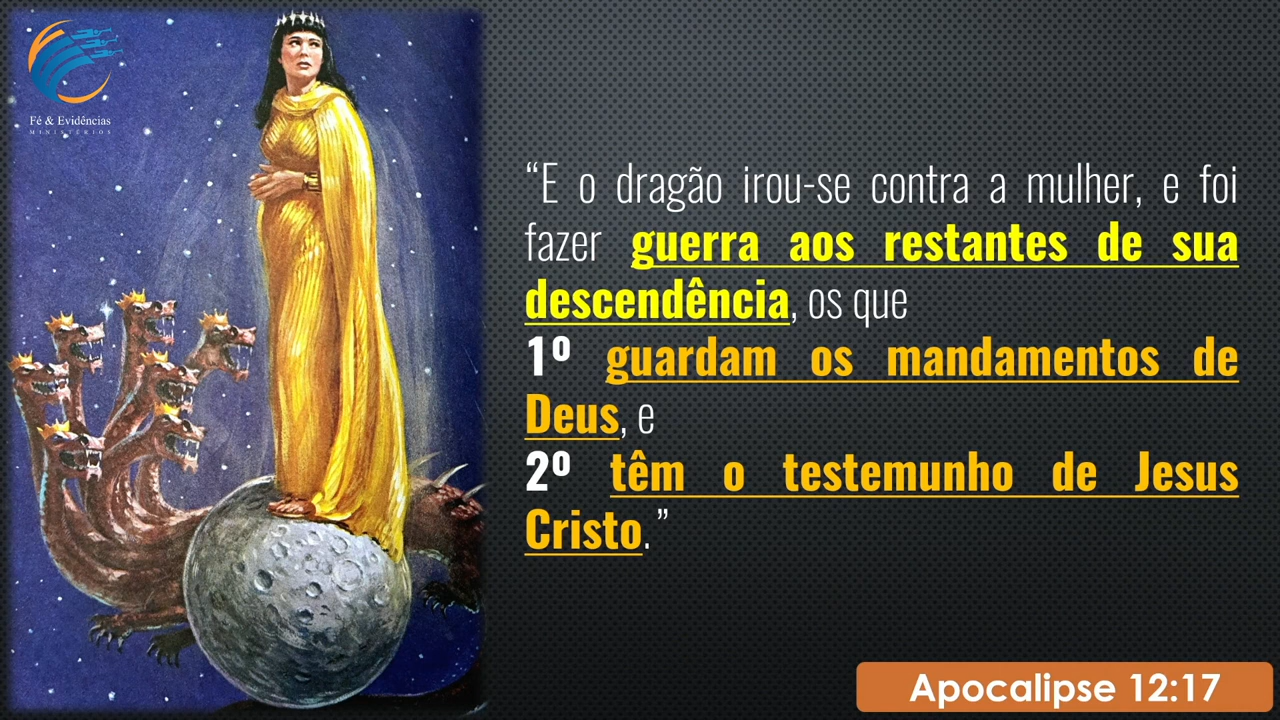 Fé & Evidências
MINISTÉRIOS
“E o dragão irou-se contra a mulher, e foi
fazer guerra aos restantes de sua
descendência, os que
1º guardam os mandamentos de
Deus, e
2º têm o testemunho de Jesus
Cristo.”
Apocalipse 12:17